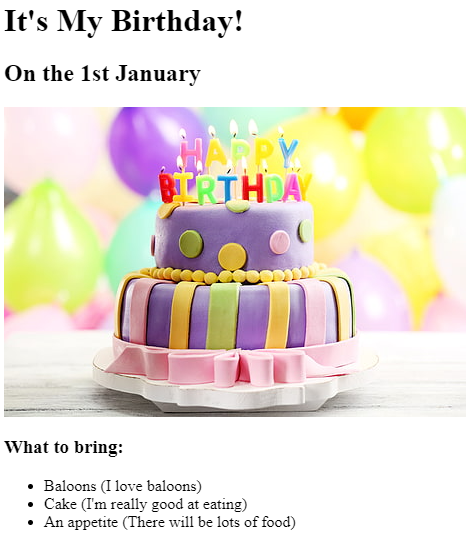 It's My Birthday!
On the 1st January
HAPPY
BIRTHDAY
What to bring:
Baloons (I love baloons)
Cake (I'm really good at eating)
An appetite (There will be lots of food)